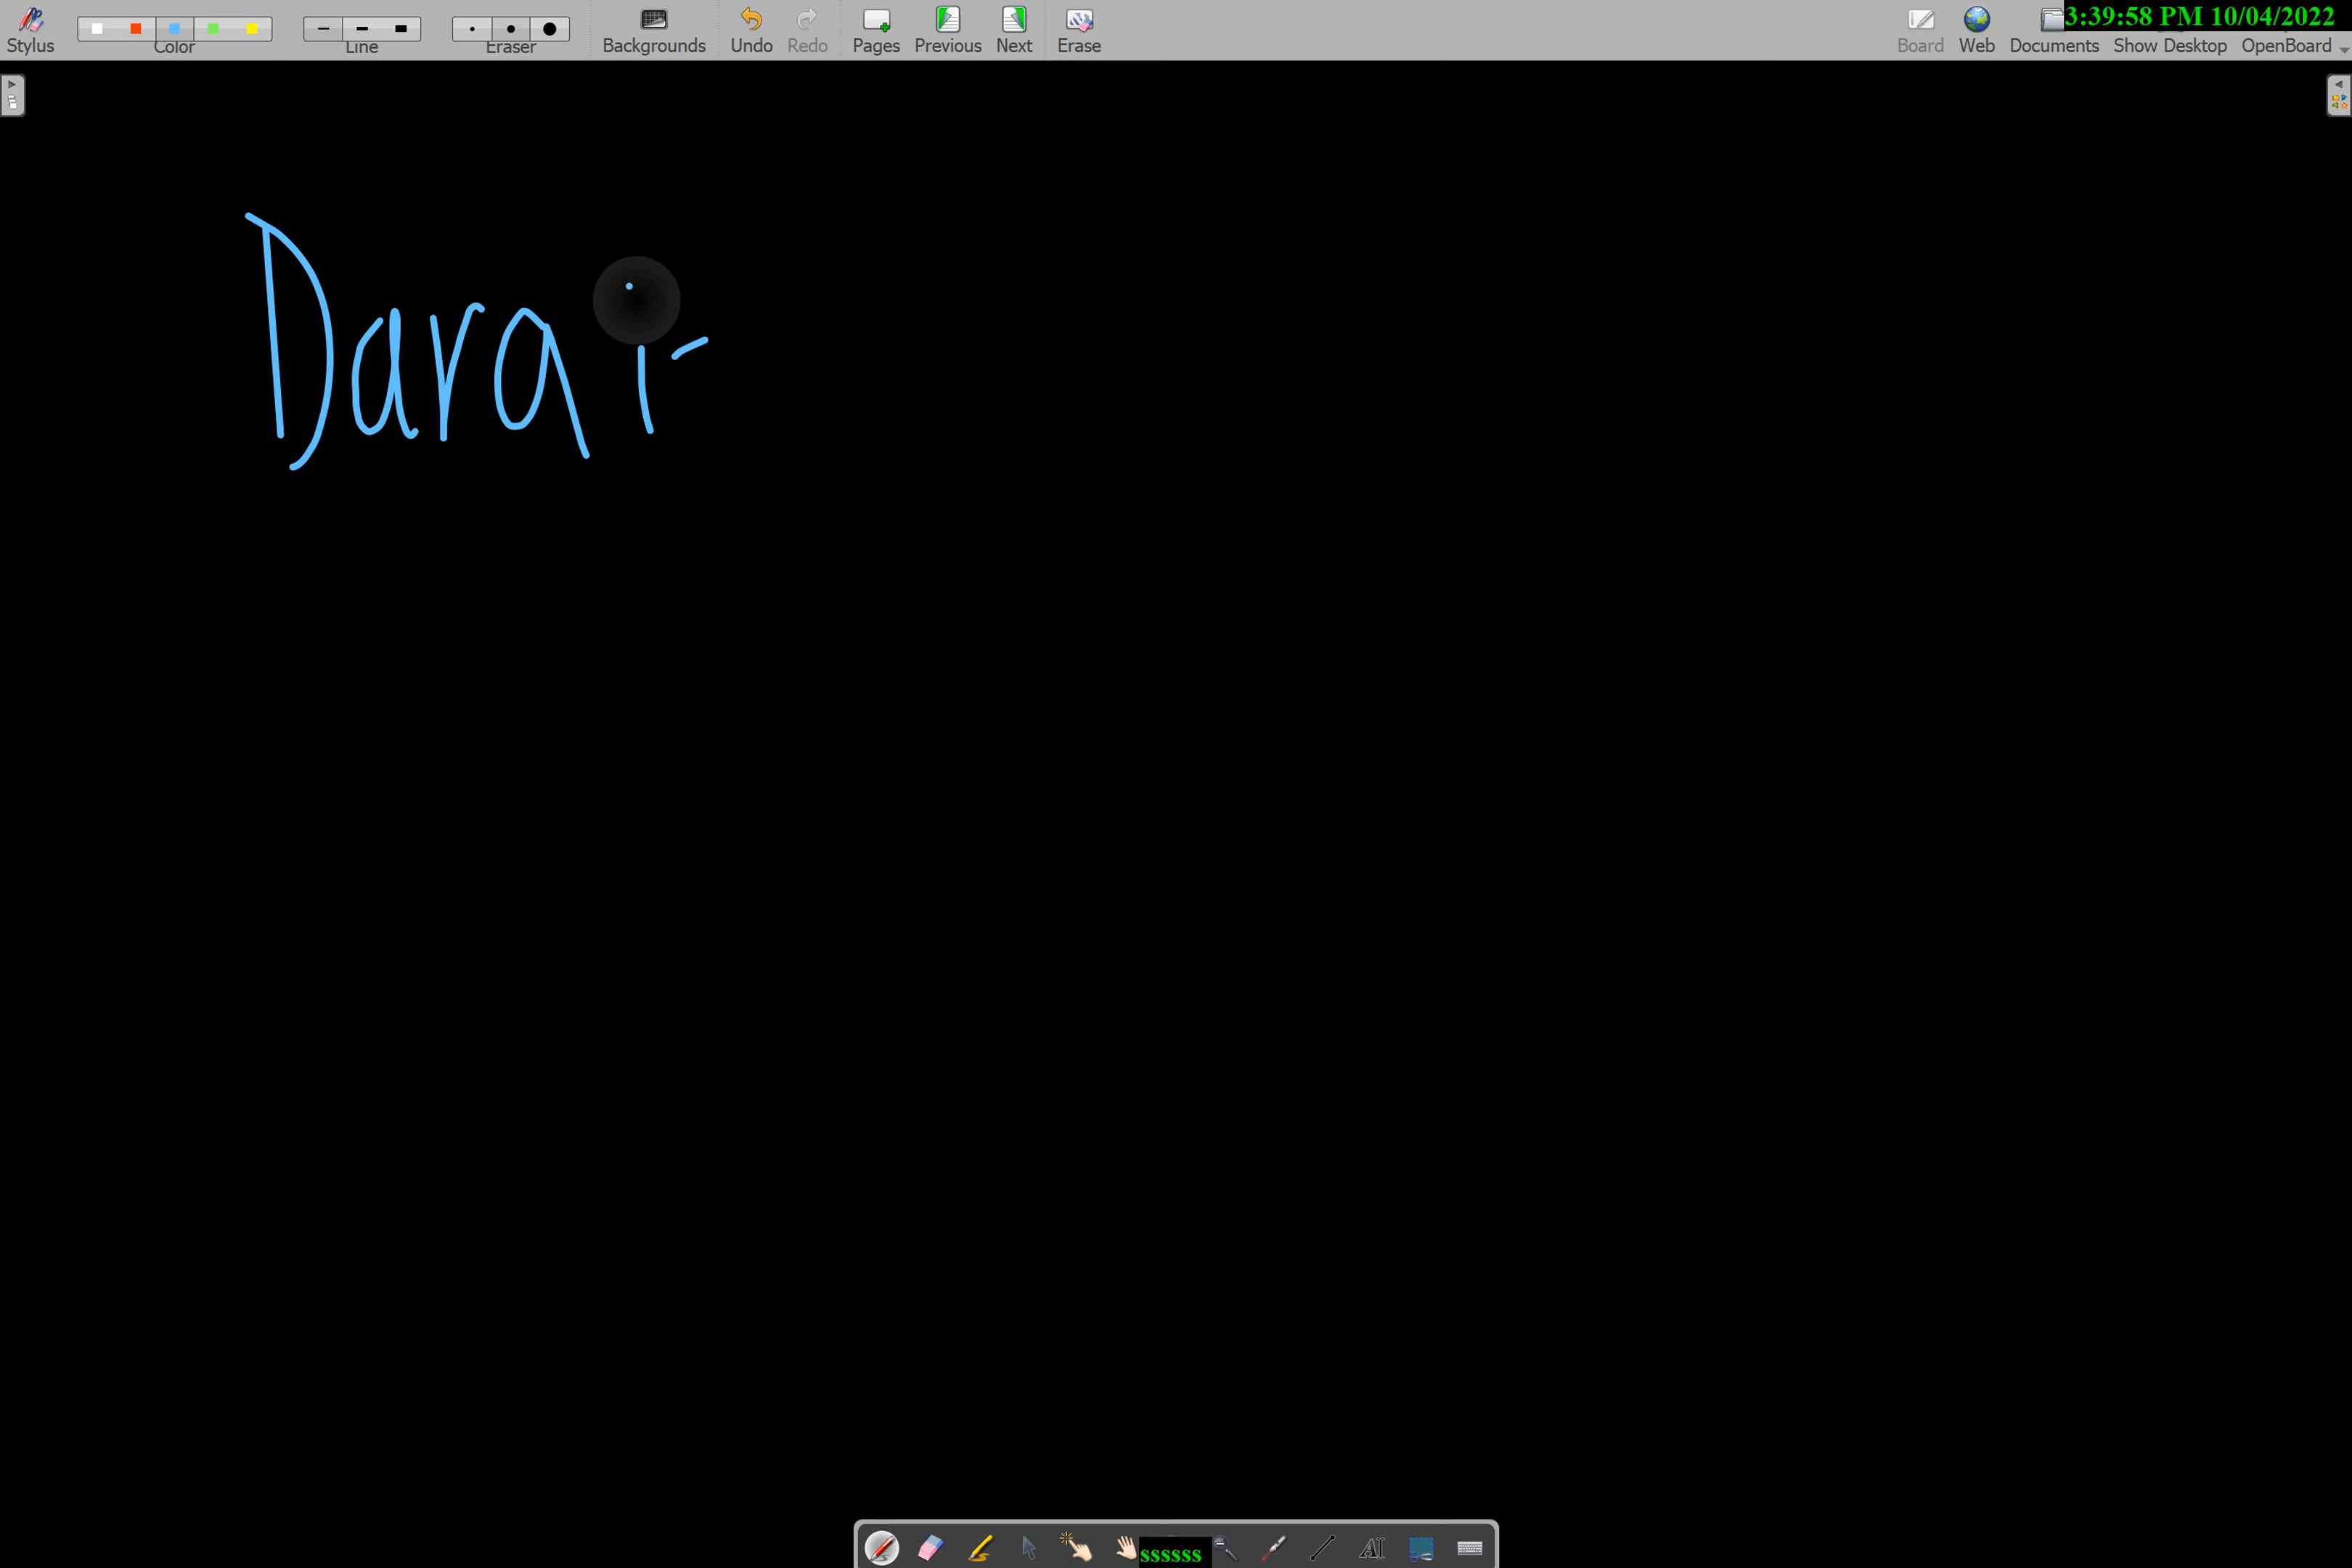 Stylus Color Line Eraser Backgrounds Undo Redo Pages Previous Next Erase Board Web Documents Show Desktop OpenBoard
3:39:58 PM 10/04/2022
Darai
ssssss